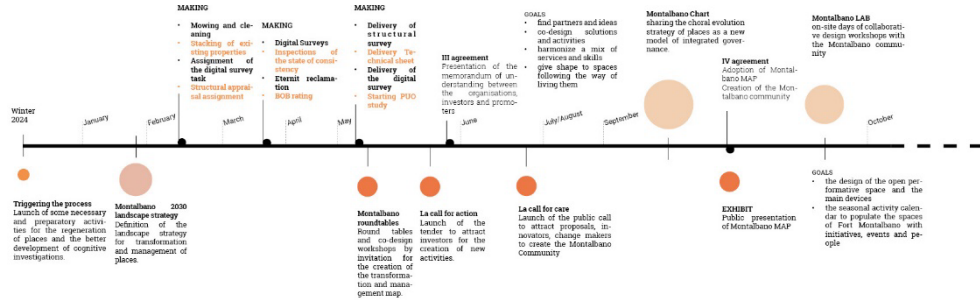 MAKING
• Mowing and cle-
aning
• Stacking of exi-
sting properties
• Assignment of
the digital survey
task
• Structural apprai-
sal assignment
MAKING
• Digital Surveys
• Inspections of
the state of consi-
stency
• Eternit reclama-
tion
• BOB rating
MAKING
• Delivery of
structural
survey
• Delivery Te-
chnical sheet
• Delivery of
the digital
survey
• Starting PUO
study
III agreement
Presentation of the
memorandum of un-
derstanding between
the organisations,
investors and promo-
ters
GOALS
• find partners and ideas
• co-design solutions
and activities
• harmonize a mix of
services and skills
• give shape to spaces
following the way of
living them
Montalbano Chart
sharing the choral evolution
strategy of places as a new
model of integrated gover-
nance.
IV agreement
Adoption of Montal-
bano MAP
Creation of the Mon-
talbano community
Montalbano LAB
on-site days of collaborati-
ve design workshops with
the Montalbano commu-
nity
Winter
2024
January
February
March
April
May
June
July/August
September
October
Triggering the process
Launch of some necessary
and preparatory activi-
ties for the regeneration
of places and the better
development of cognitive
investigations.
Montalbano 2030
landscape strategy
Definition of the
landscape strategy
for transformation
and management of
places.
Montalbano
roundtables
Round tables
and co-design
workshops by
invitation for
the creation of
the transforma-
tion and mana-
gement map.
La call for action
Launch of the
tender to attract
investors for the
creation of new
activities.
La call for care
Launch of the public call
to attract proposals, in-
novators, change makers
to create the Montalbano
Community
EXHIBIT
Public presentation
of Montalbano MAP
GOALS
• the design of the open per-
formative space and the
main devices
• the seasonal activity calen-
dar to populate the spaces
of Fort Montalbano with
initiatives, events and pe-
ople